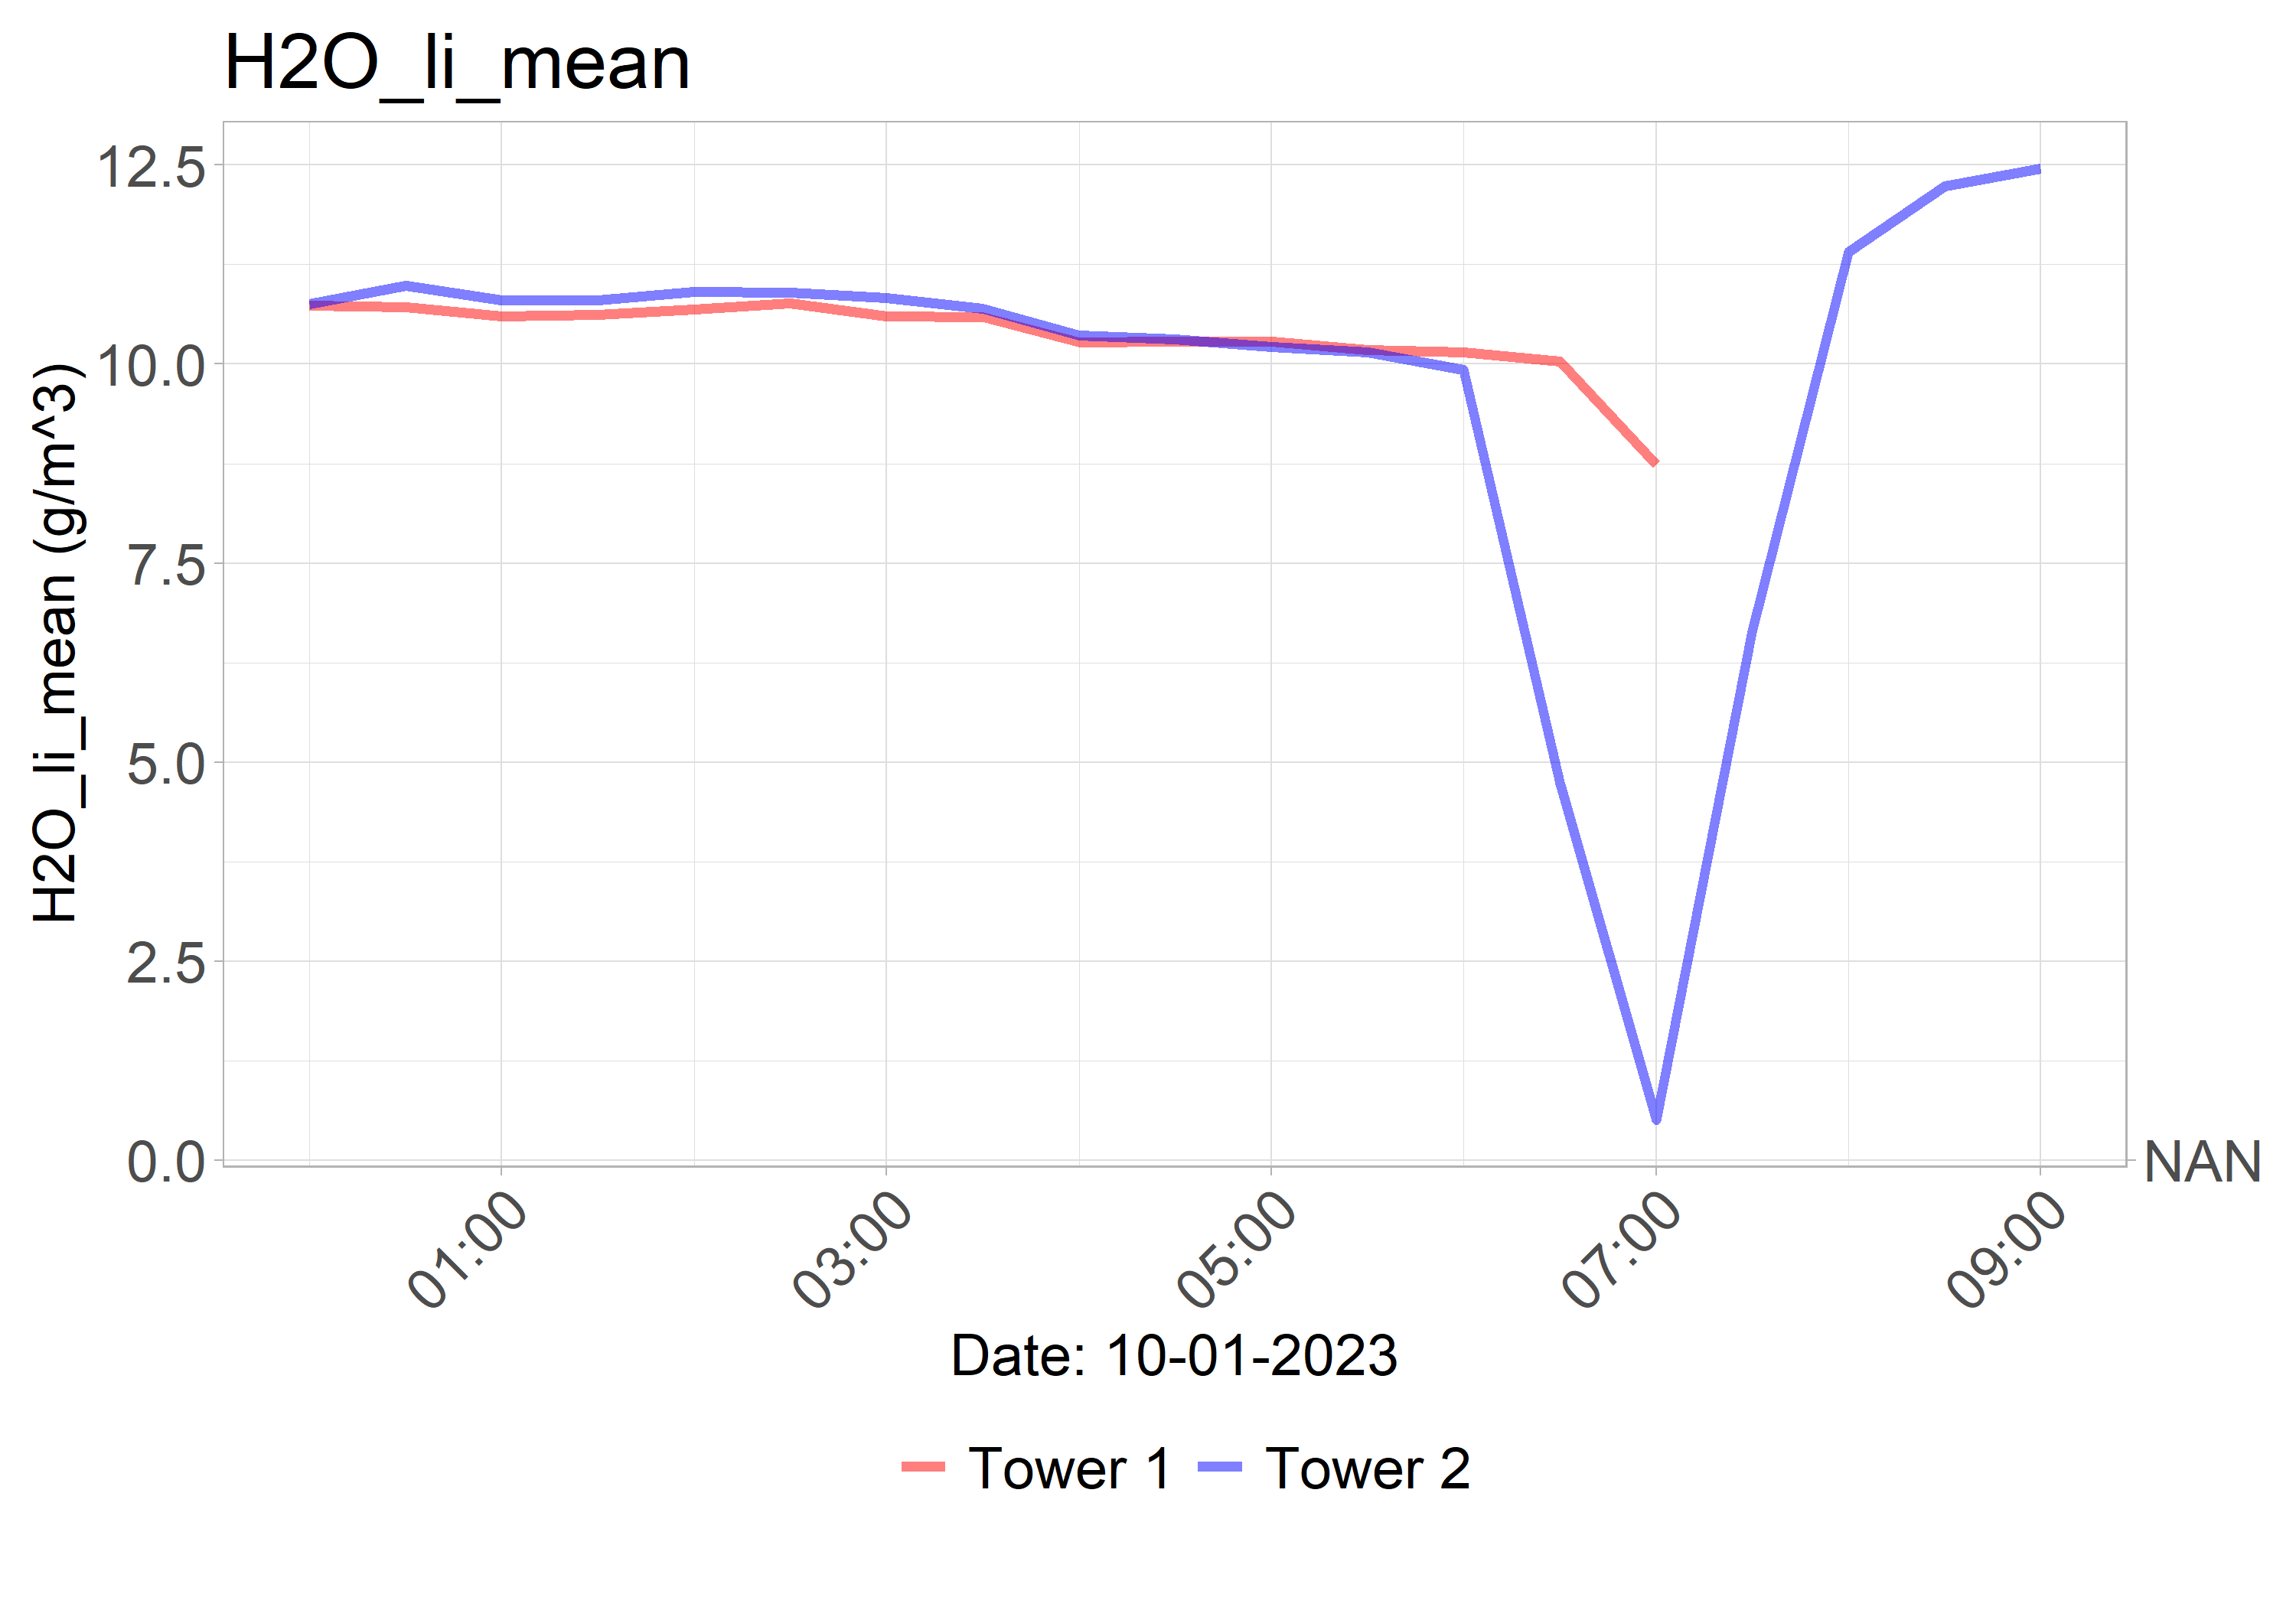 H2O_li_mean
H2O_li_mean (g/m^3)
12.5
10.0
7.5
5.0
2.5
0.0
NAN
01:00
03:00
05:00
07:00
09:00
Date: 10-01-2023
Tower 1 Tower 2